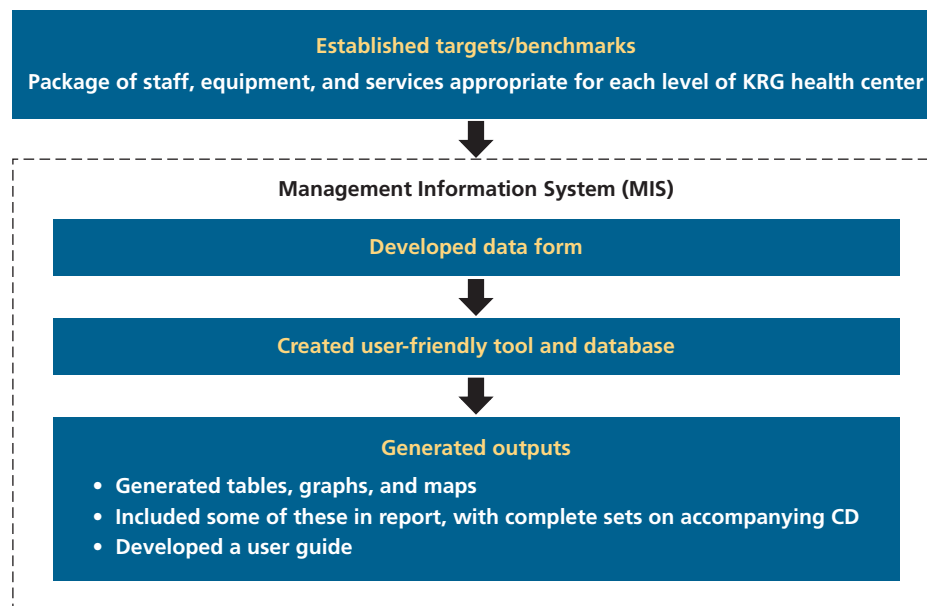 Established targets/benchmarks
Package of staff, equipment, and services appropriate for each level of KRG health center
Management Information System (MIS)
Developed data form
Created user-friendly tool and database
Generated outputs
• Generated tables, graphs, and maps
• Included some of these in report, with complete sets on accompanying CD
• Developed a user guide